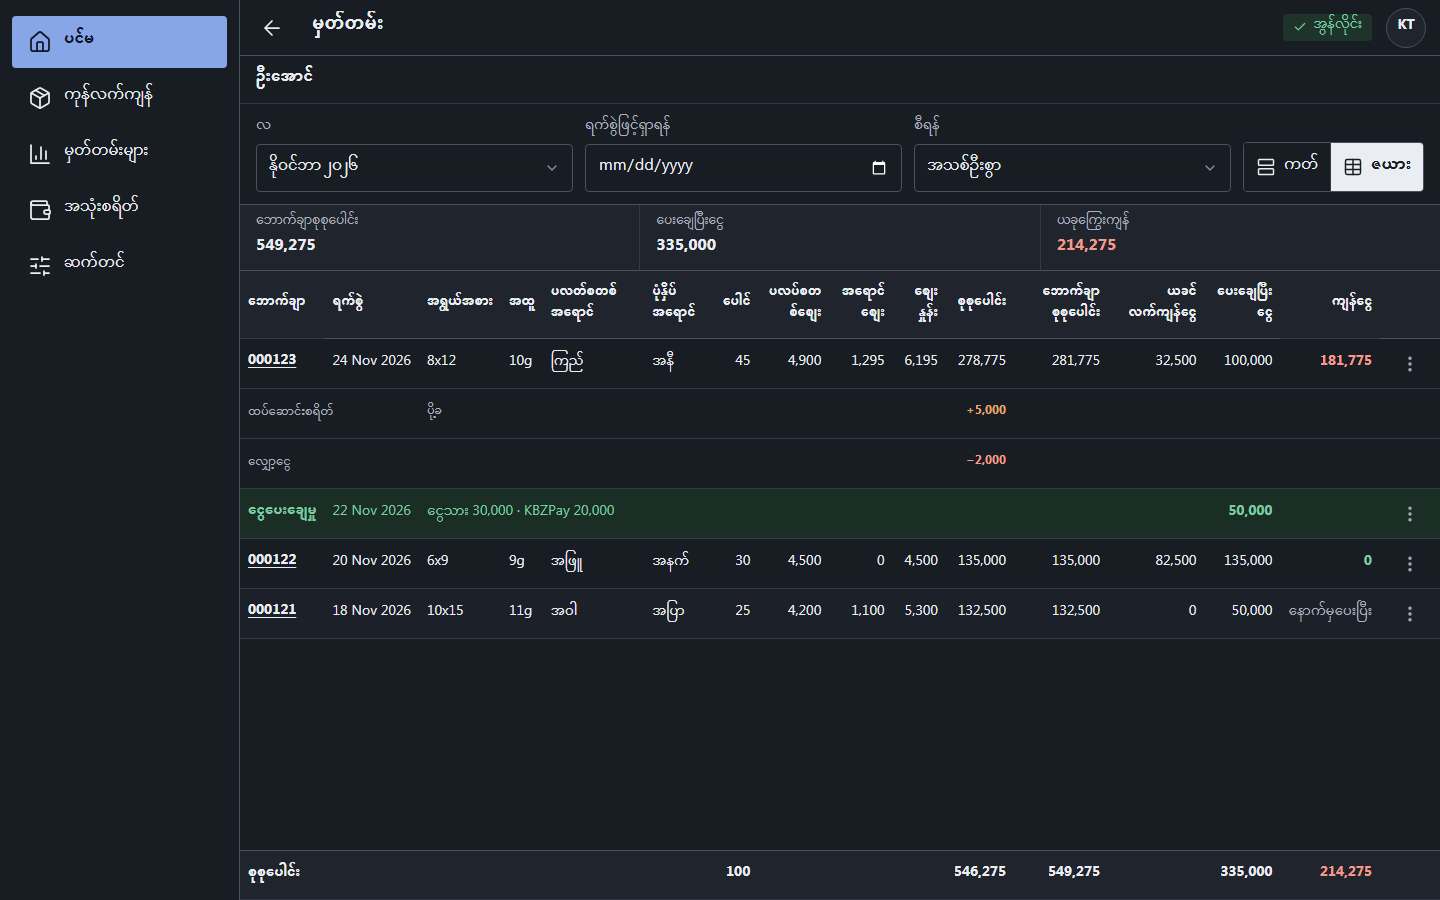 ပင်မ
ကုန်လက်ကျန်
မှတ်တမ်းများ
အသုံးစရိတ်
ဆက်တင်
မှတ်တမ်း
အွန်လိုင်း
KT
ဦးအောင်
လ
ရက်စွဲဖြင့်ရှာရန်
စီရန်
နိုဝင်ဘာ ၂၀၂၆
mm/dd/yyyy
အသစ်ဦးစွာ
ကတ်
ဇယား
ဘောက်ချာစုစုပေါင်း
549,275
ပေးချေပြီးငွေ
335,000
ယခုကြွေးကျန်
214,275
ဘောက်ချာ ရက်စွဲ အရွယ်အစား အထူ ပလတ်စတစ် အရောင် ပုံနှိပ် အရောင် ပေါင် ပလပ်စတစ်ဈေး အရောင် ဈေး ဈေးနှုန်း စုစုပေါင်း ဘောက်ချာ စုစုပေါင်း ယခင် လက်ကျန်ငွေ ပေးချေပြီးငွေ ကျန်ငွေ
000123 24 Nov 2026 8x12 10g ကြည် အနီ 45 4,900 1,295 6,195 278,775 281,775 32,500 100,000 181,775
ထပ်ဆောင်းစရိတ် ပို့ခ +5,000
လျှော့ငွေ −2,000
ငွေပေးချေမှု 22 Nov 2026 ငွေသား 30,000 · KBZPay 20,000 50,000
000122 20 Nov 2026 6x9 9g အဖြူ အနက် 30 4,500 0 4,500 135,000 135,000 82,500 135,000 0
000121 18 Nov 2026 10x15 11g အဝါ အပြာ 25 4,200 1,100 5,300 132,500 132,500 0 50,000 နောက်မှပေးပြီး
စုစုပေါင်း 100 546,275 549,275 335,000 214,275